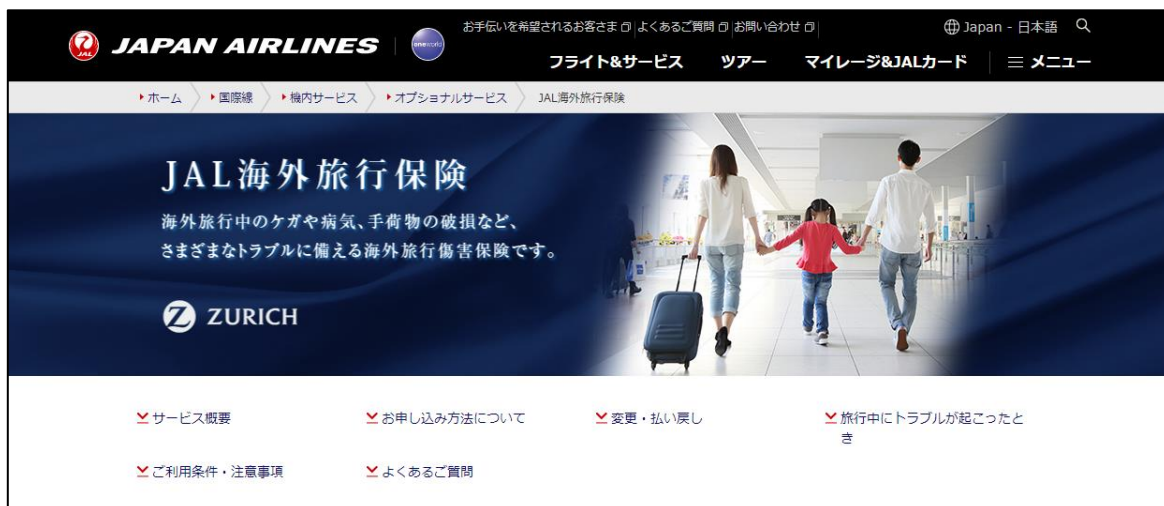 お手伝いを希望されるお客さま よくあるご質問 お問い合わせ Japan - 日本語
JAL
JAPAN AIRLINES oneworld
フライト&サービス ツアー マイレージ&JALカード メニュー
ホーム 国際線 機内サービス オプショナルサービス JAL海外旅行保険
JAL海外旅行保険
海外旅行中のケガや病気、手荷物の破損など、
さまざまなトラブルに備える海外旅行傷害保険です。
Z ZURICH
サービス概要 お申し込み方法について 変更・払い戻し 旅行中にトラブルが起こったと
き
ご利用条件・注意事項 よくあるご質問